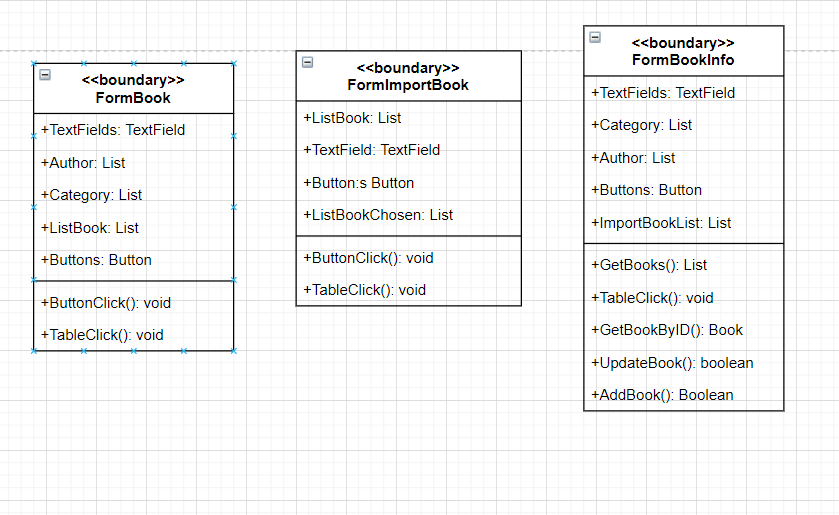 <<boundary>>
FormBook
+TextFields: TextField
+Author: List
+Category: List
+ListBook: List
+Buttons: Button
+ButtonClick(): void
+TableClick(): void
<<boundary>>
FormImportBook
+ListBook: List
+TextField: TextField
+Button:s Button
+ListBookChosen: List
+ButtonClick(): void
+TableClick(): void
<<boundary>>
FormBookInfo
+TextFields: TextField
+Category: List
+Author: List
+Buttons: Button
+ImportBookList: List
+GetBooks(): List
+TableClick(): void
+GetBookByID(): Book
+UpdateBook(): boolean
+AddBook(): Boolean